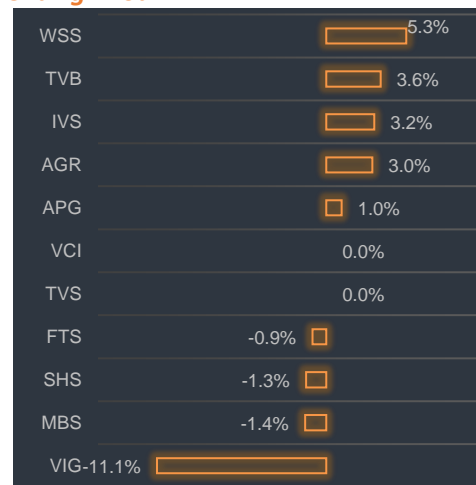 WSS 5.3%
TVB 3.6%
IVS 3.2%
AGR 3.0%
APG 1.0%
VCI 0.0%
TVS 0.0%
FTS -0.9%
SHS -1.3%
MBS -1.4%
VIG -11.1%